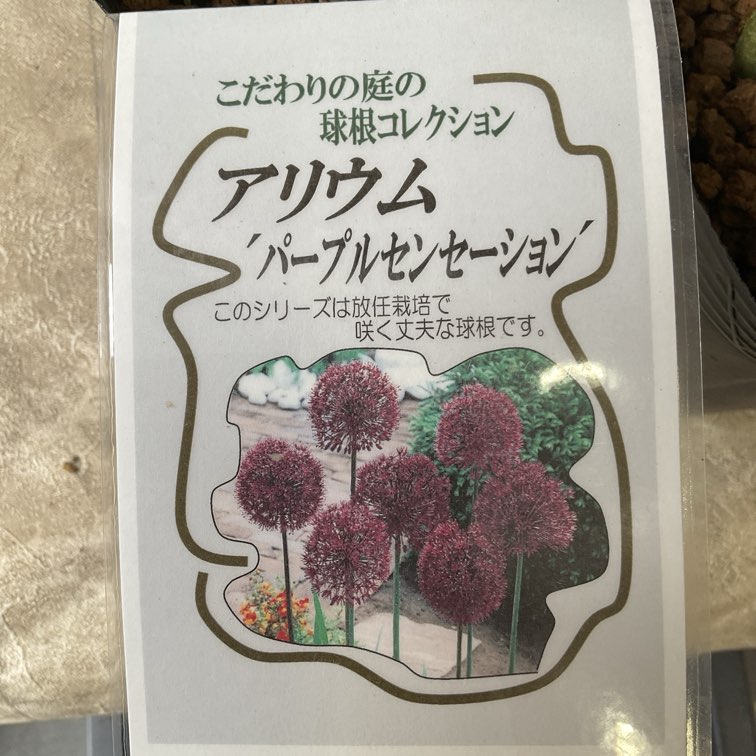 こだわりの庭の
球根コレクション
アリウム
'パープルセンセーション'
このシリーズは放任栽培で
咲く丈夫な球根です。